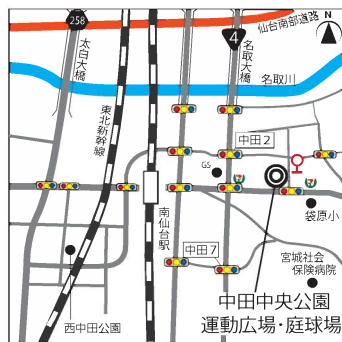 258
仙台南部道路
N
太白大橋
4
名取大橋
名取川
東北新幹線
中田2
GS
7
7
袋原小
南仙台駅
中田7
宮城社会
保険病院
西中田公園
中田中央公園
運動広場・庭球場